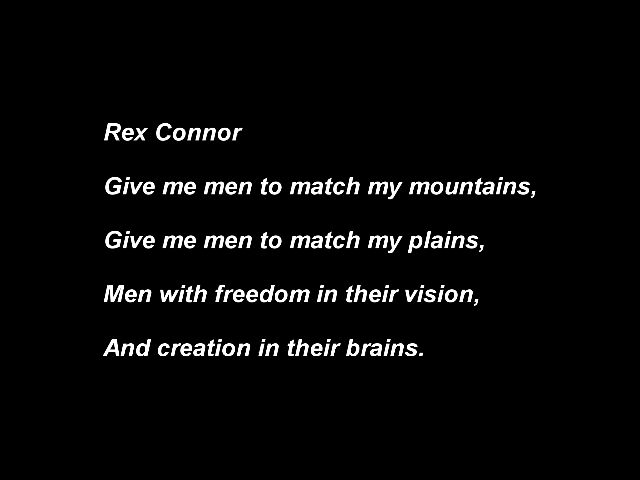 Rex Connor
Give me men to match my mountains,
Give me men to match my plains,
Men with freedom in their vision,
And creation in their brains.